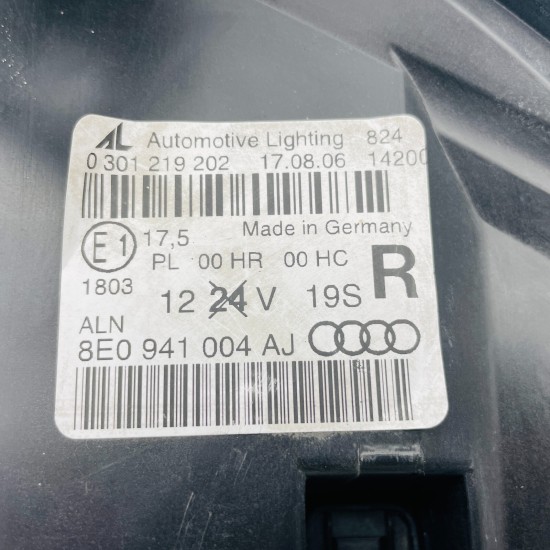 AL Automotive Lighting 824
0 301 219 202 17.08.06 14200
E1 17,5 Made in Germany
PL 00 HR 00 HC R
1803 12 24 V 19S
ALN
8E0 941 004 AJ